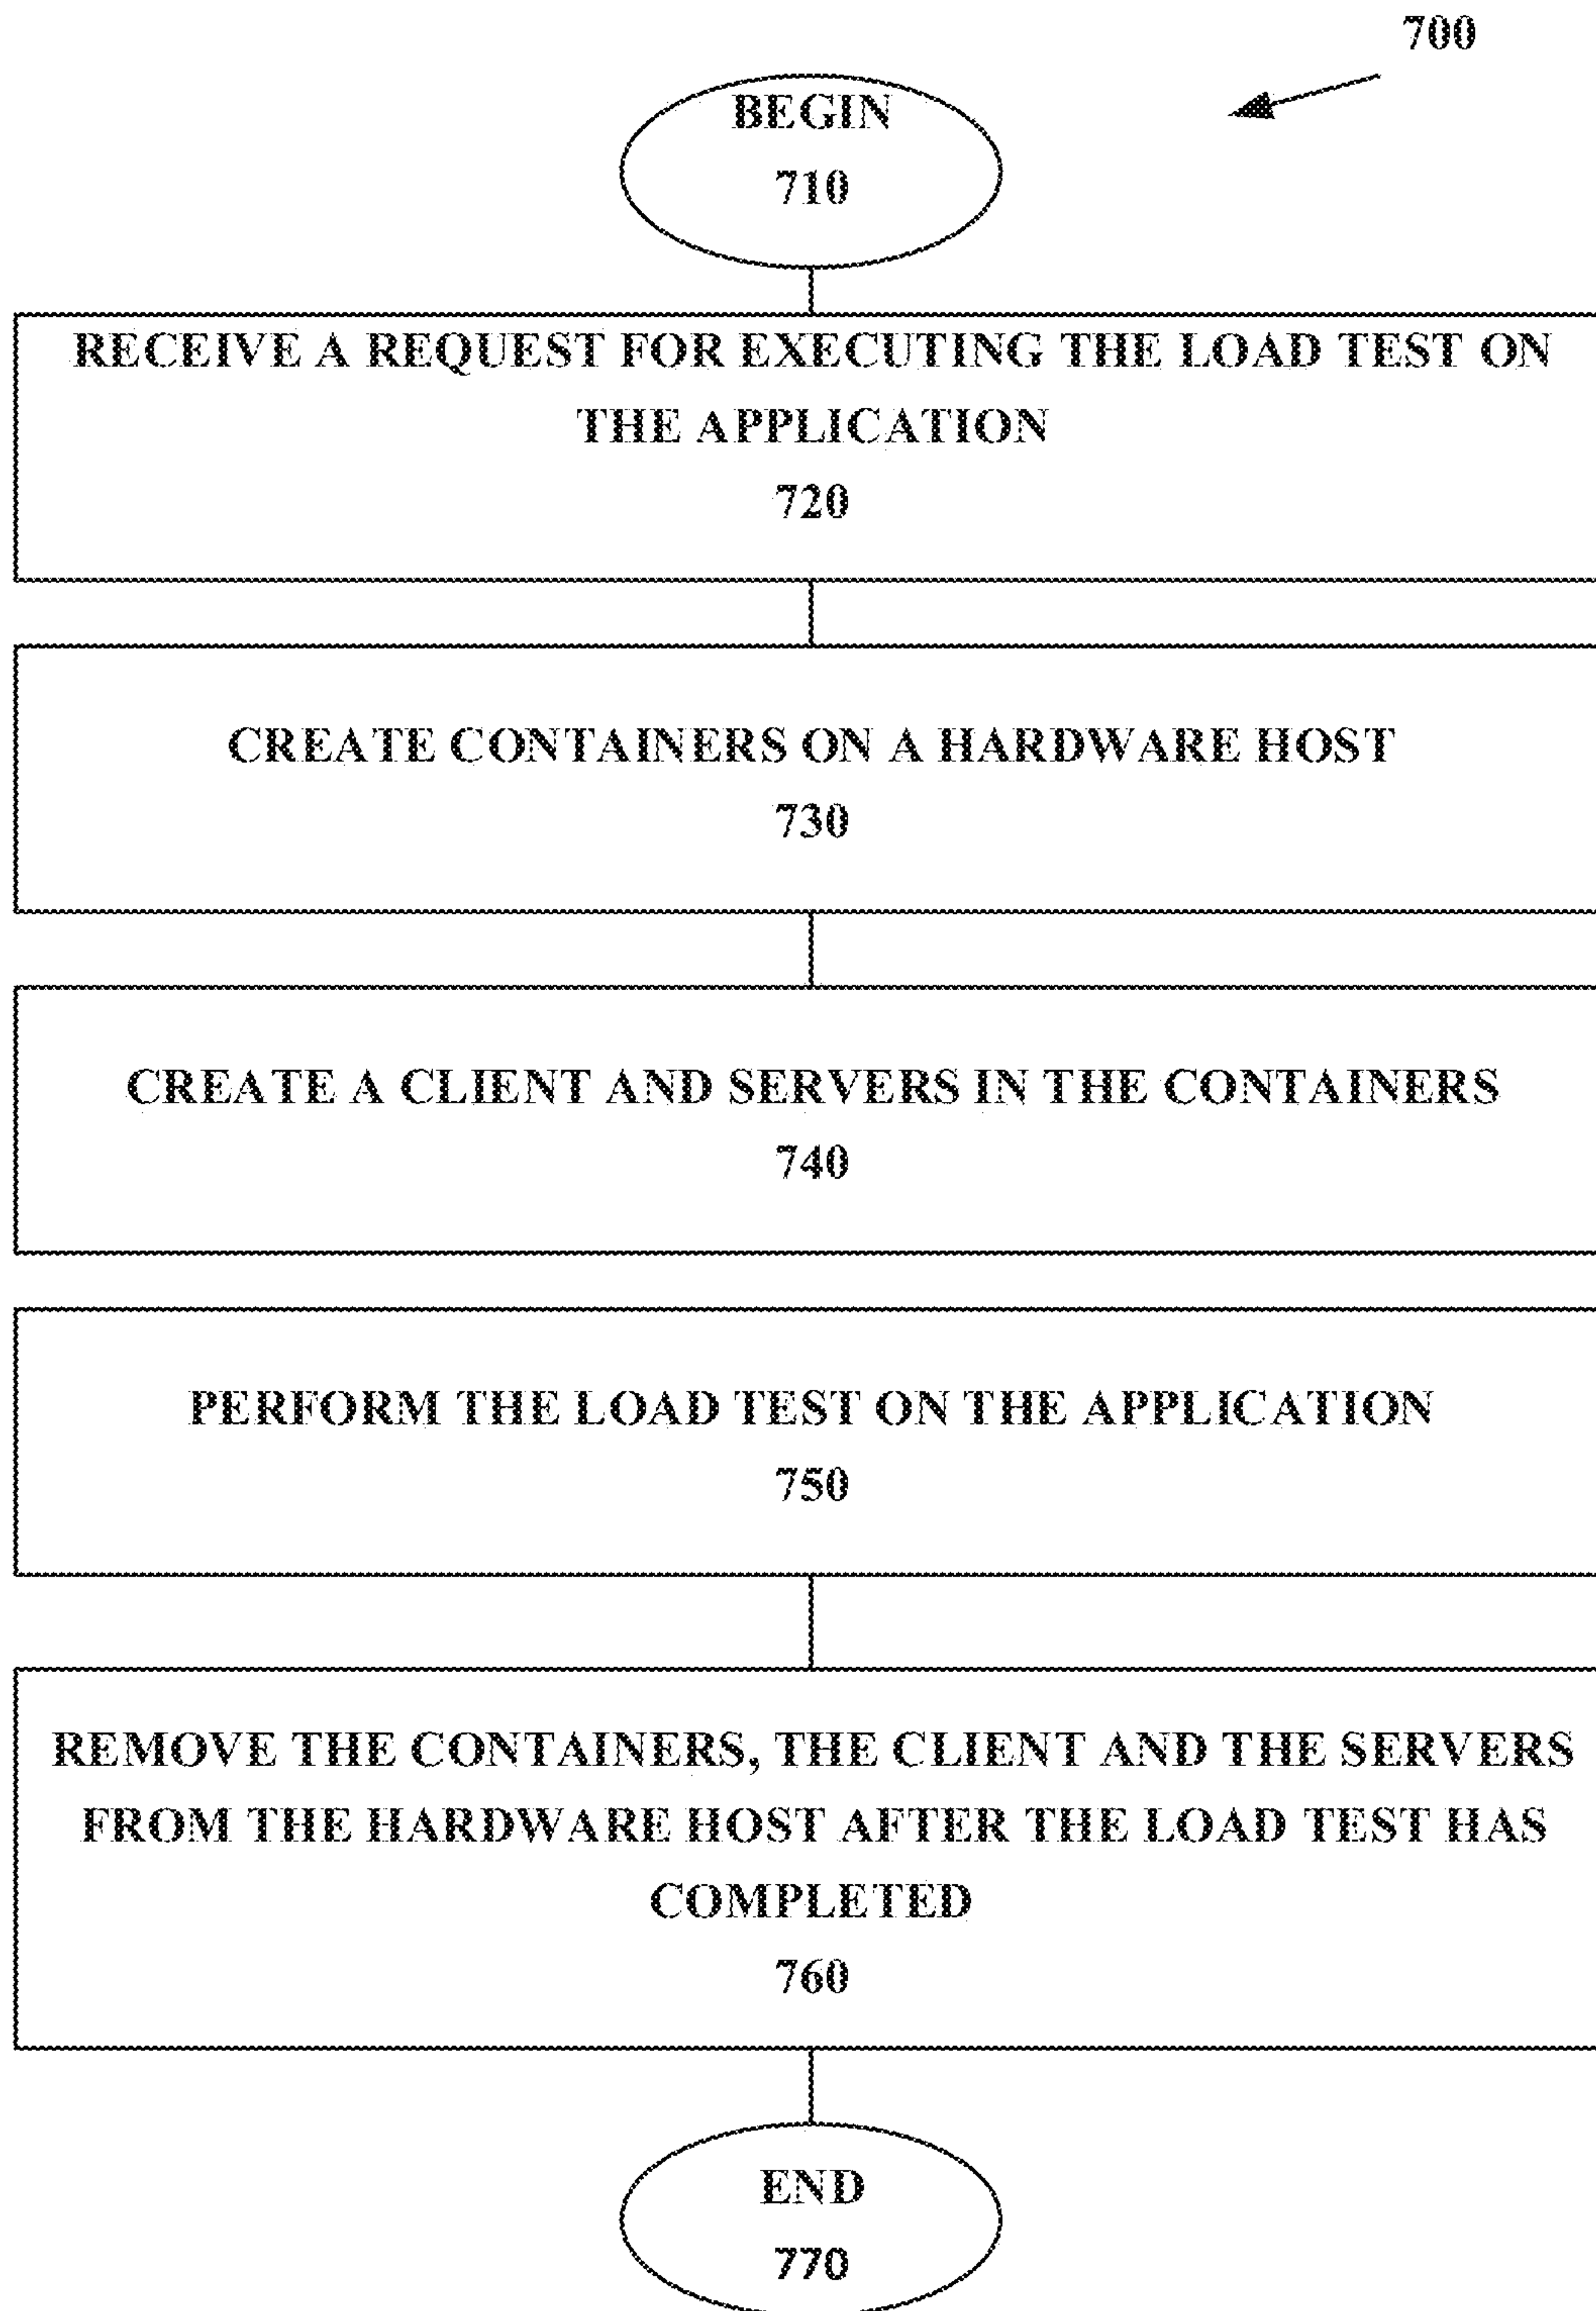 700
BEGIN
710
RECEIVE A REQUEST FOR EXECUTING THE LOAD TEST ON
THE APPLICATION
720
CREATE CONTAINERS ON A HARDWARE HOST
730
CREATE A CLIENT AND SERVERS IN THE CONTAINERS
740
PERFORM THE LOAD TEST ON THE APPLICATION
750
REMOVE THE CONTAINERS, THE CLIENT AND THE SERVERS
FROM THE HARDWARE HOST AFTER THE LOAD TEST HAS
COMPLETED
760
END
770